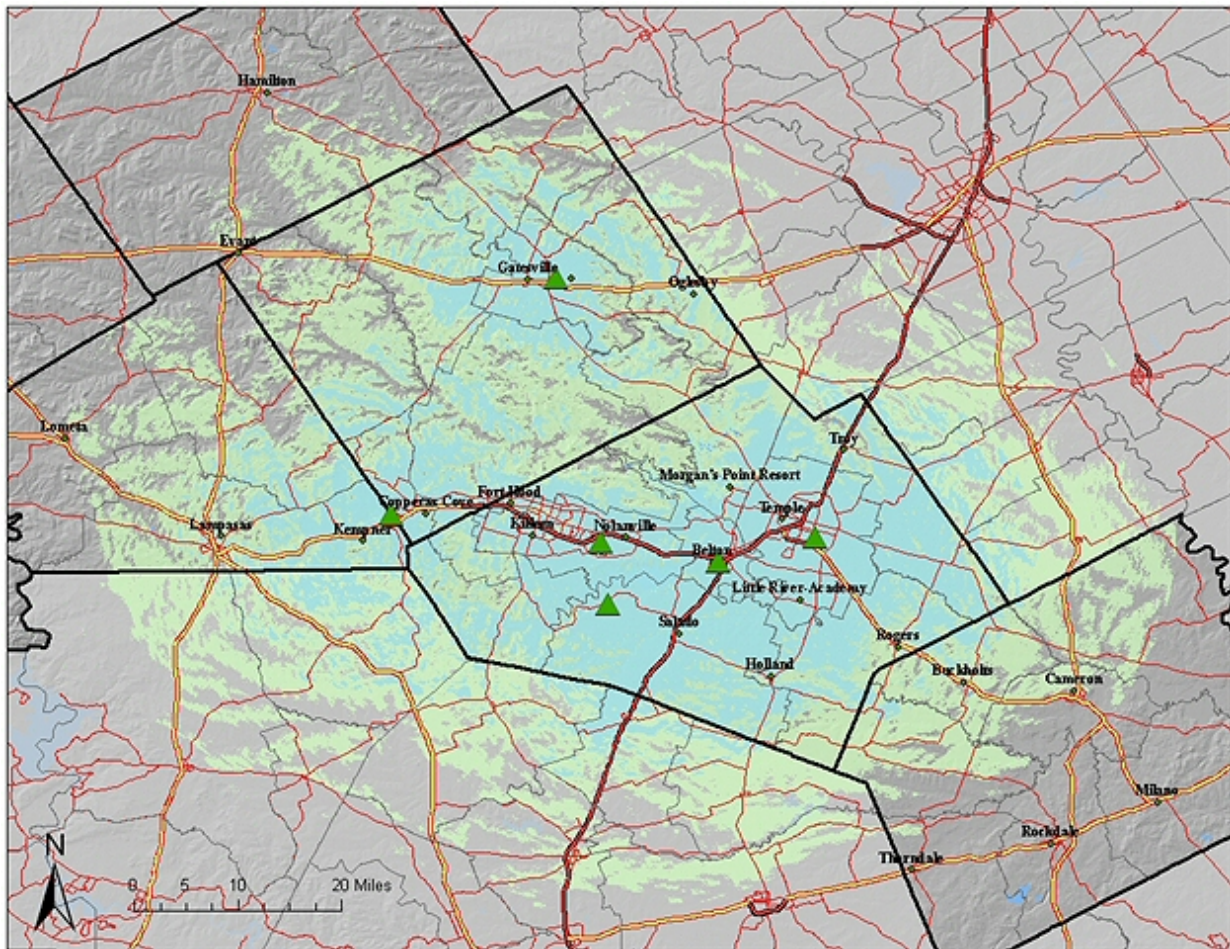 Hamilton
Evant
Gatesville
Oglesby
Lometa
Troy
Morgan's Point Resort
Fort Hood
Copperas Cove
Temple
Lampasas
Kempner
Killeen
Nolanville
Belton
Little River-Academy
Salado
Rogers
Holland
Buckholts
Cameron
Milano
Rockdale
Thorndale
N
0 5 10 20 Miles